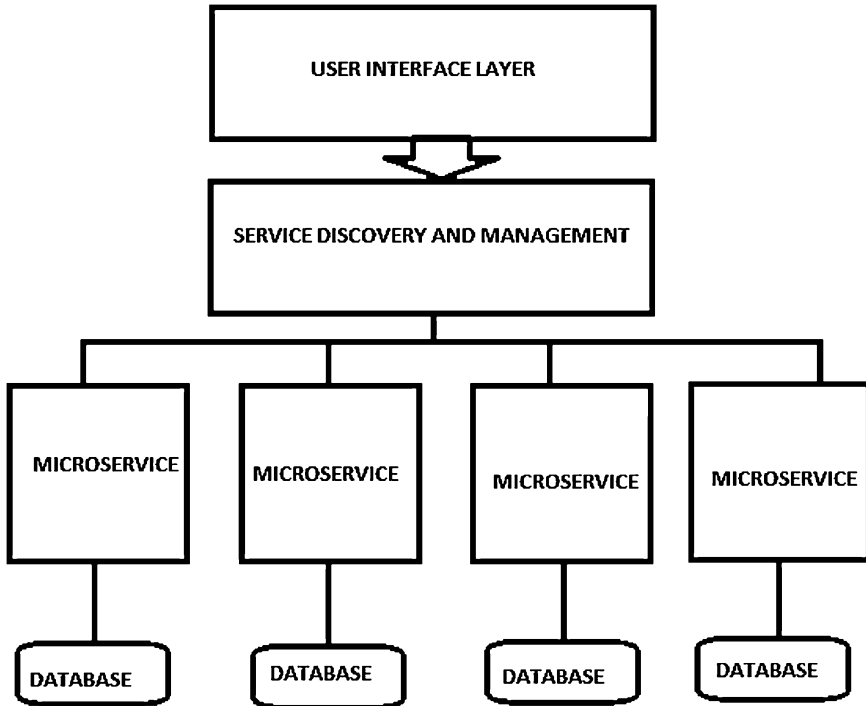 USER INTERFACE LAYER
SERVICE DISCOVERY AND MANAGEMENT
MICROSERVICE
MICROSERVICE
MICROSERVICE
MICROSERVICE
DATABASE
DATABASE
DATABASE
DATABASE